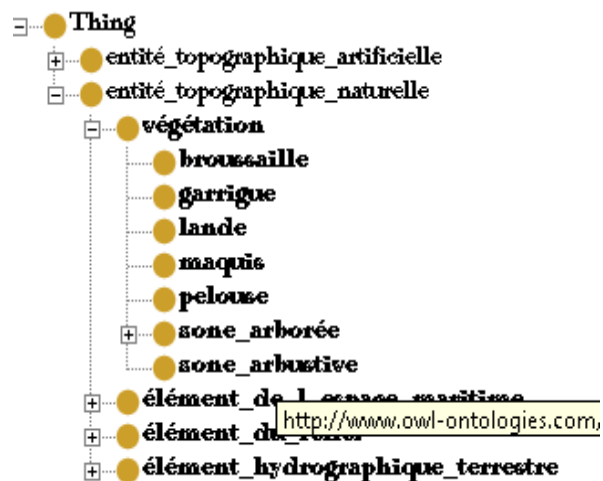 Thing
entité_topographique_artificielle
entité_topographique_naturelle
végétation
broussaille
garrigue
lande
maquis
pelouse
zone_arborée
zone_arbustive
élément_de_l_espace_maritime
http://www.owl-ontologies.com/
élément_du_relief
élément_hydrographique_terrestre